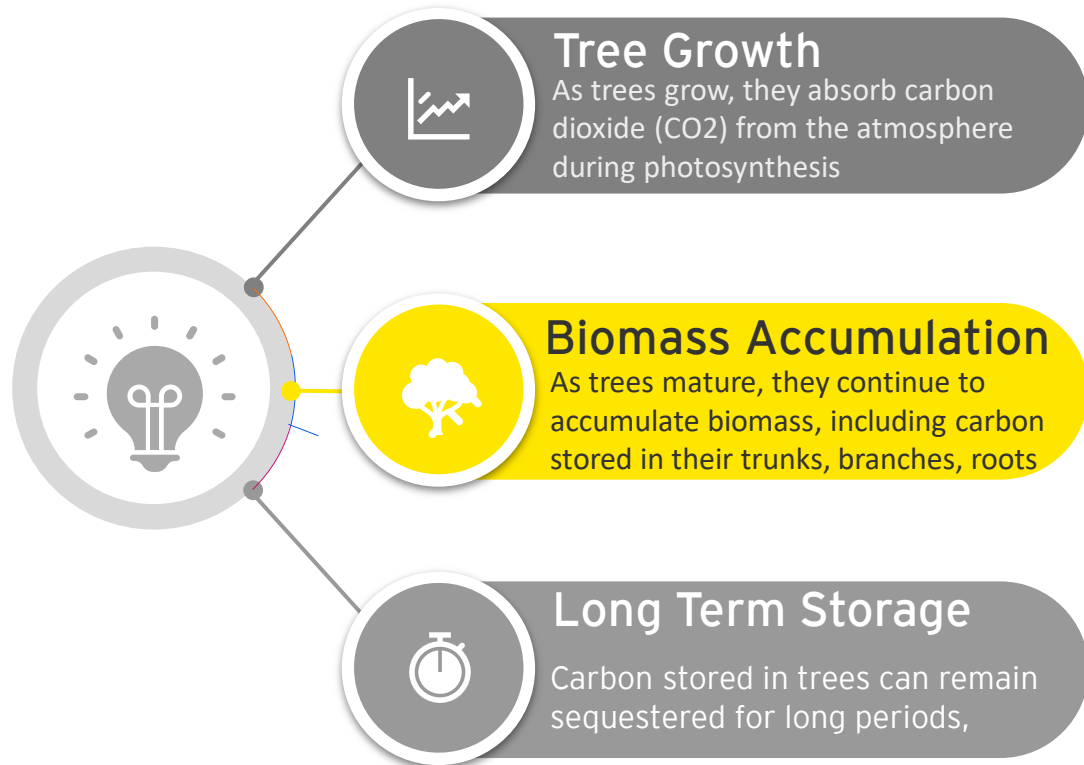 Tree Growth
As trees grow, they absorb carbon
dioxide (CO2) from the atmosphere
during photosynthesis
Biomass Accumulation
As trees mature, they continue to
accumulate biomass, including carbon
stored in their trunks, branches, roots
Long Term Storage
Carbon stored in trees can remain
sequestered for long periods,